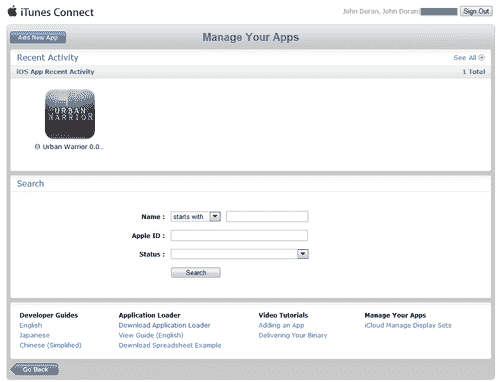 iTunes Connect
John Doran, John Doran|
Sign Out
Add New App
Manage Your Apps
Recent Activity
See All
iOS App Recent Activity
1 Total
URBAN
WARRIOR
Urban Warrior 0.0...
Search
Name :
starts with
Apple ID :
Status :
Search
Developer Guides
English
Japanese
Chinese (Simplified)
Application Loader
Download Application Loader
View Guide (English)
Download Spreadsheet Example
Video Tutorials
Adding an App
Delivering Your Binary
Manage Your Apps
iCloud Manage Display Sets
Go Back